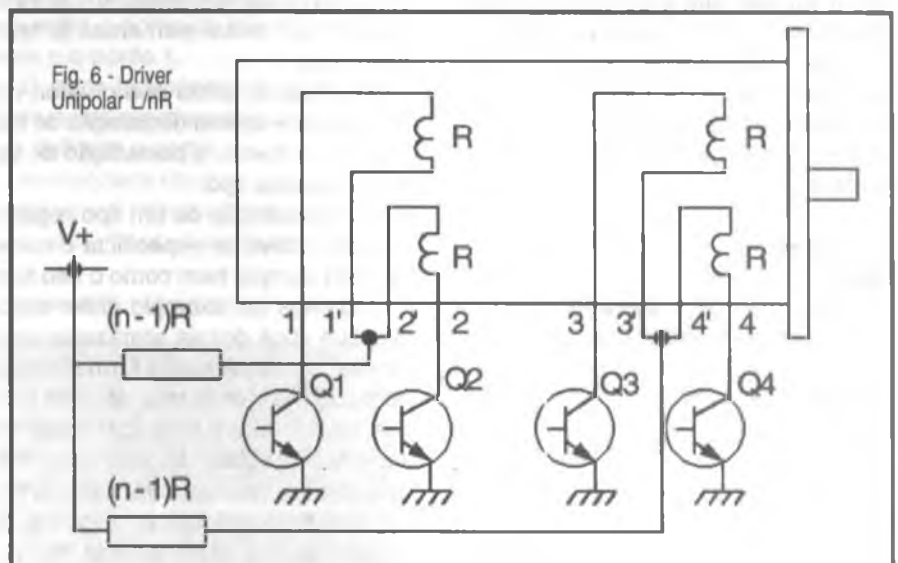 Fig. 6 - Driver
Unipolar L/nR
R
R
R
R
V+
(n-1)R
1 1' 2' 2 3 3' 4' 4
Q1 Q2 Q3 Q4
(n-1)R